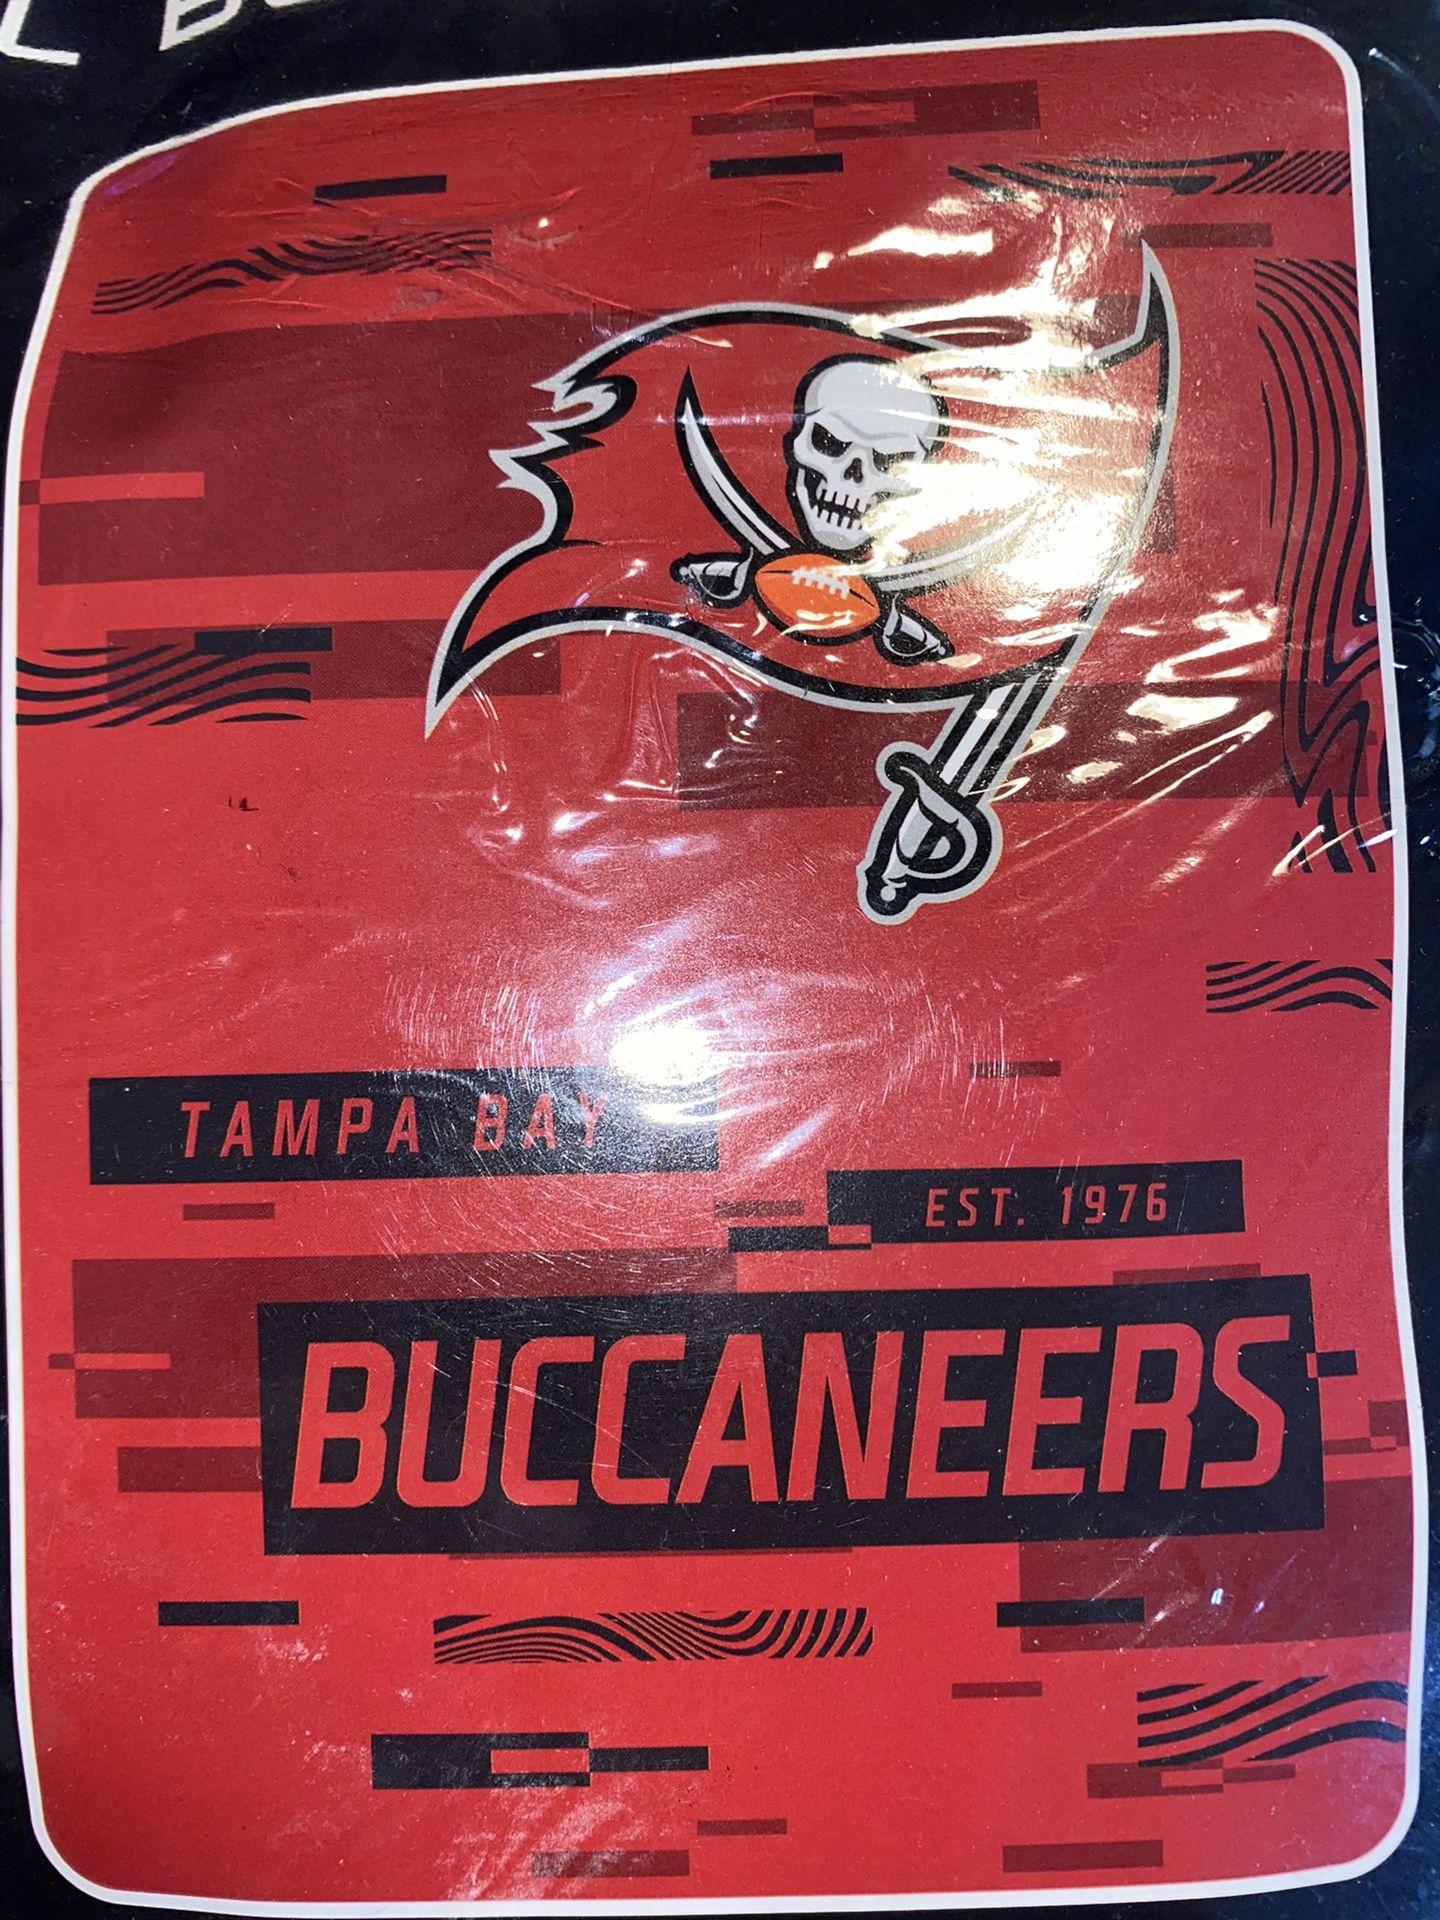 TAMPA BAY
EST. 1976
BUCCANEERS